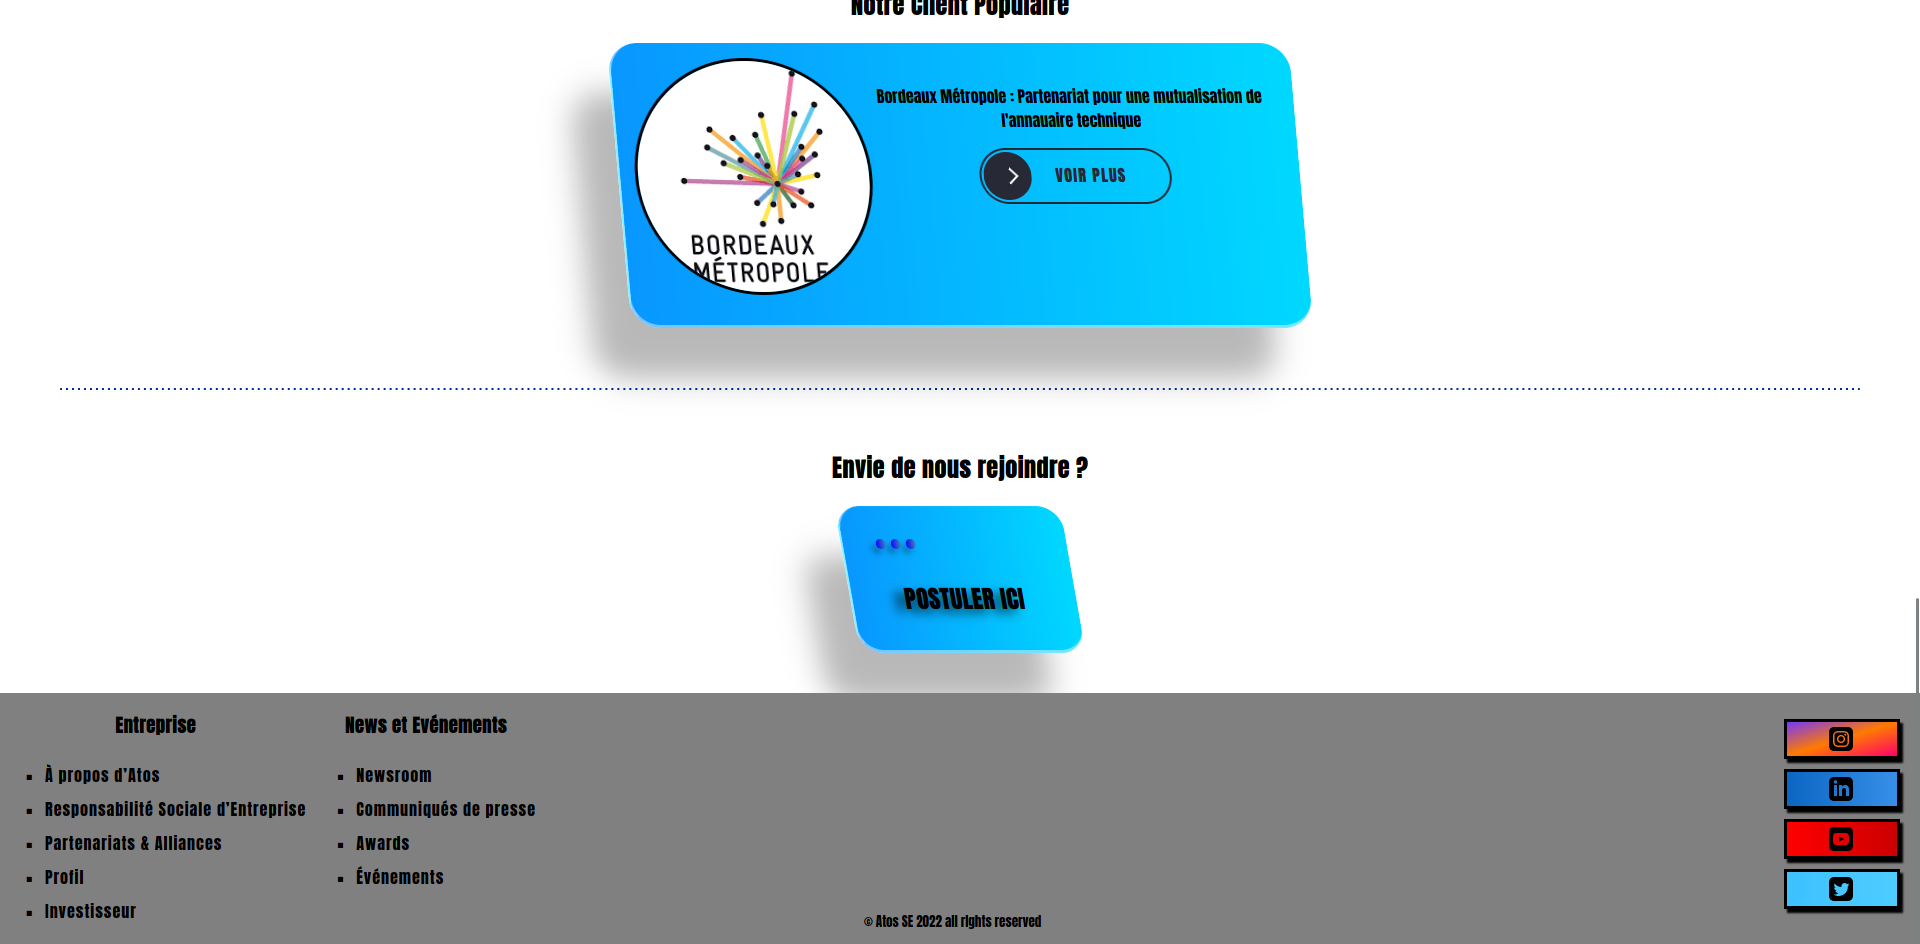 Notre Client Populaire
Bordeaux Métropole : Partenariat pour une mutualisation de
l'annauaire technique
VOIR PLUS
BORDEAUX
MÉTROPOLE
Envie de nous rejoindre ?
POSTULER ICI
Entreprise
À propos d'Atos
Responsabilité Sociale d'Entreprise
Partenariats & Alliances
Profil
Investisseur
News et Evénements
Newsroom
Communiqués de presse
Awards
Événements
© Atos SE 2022 all rights reserved
in